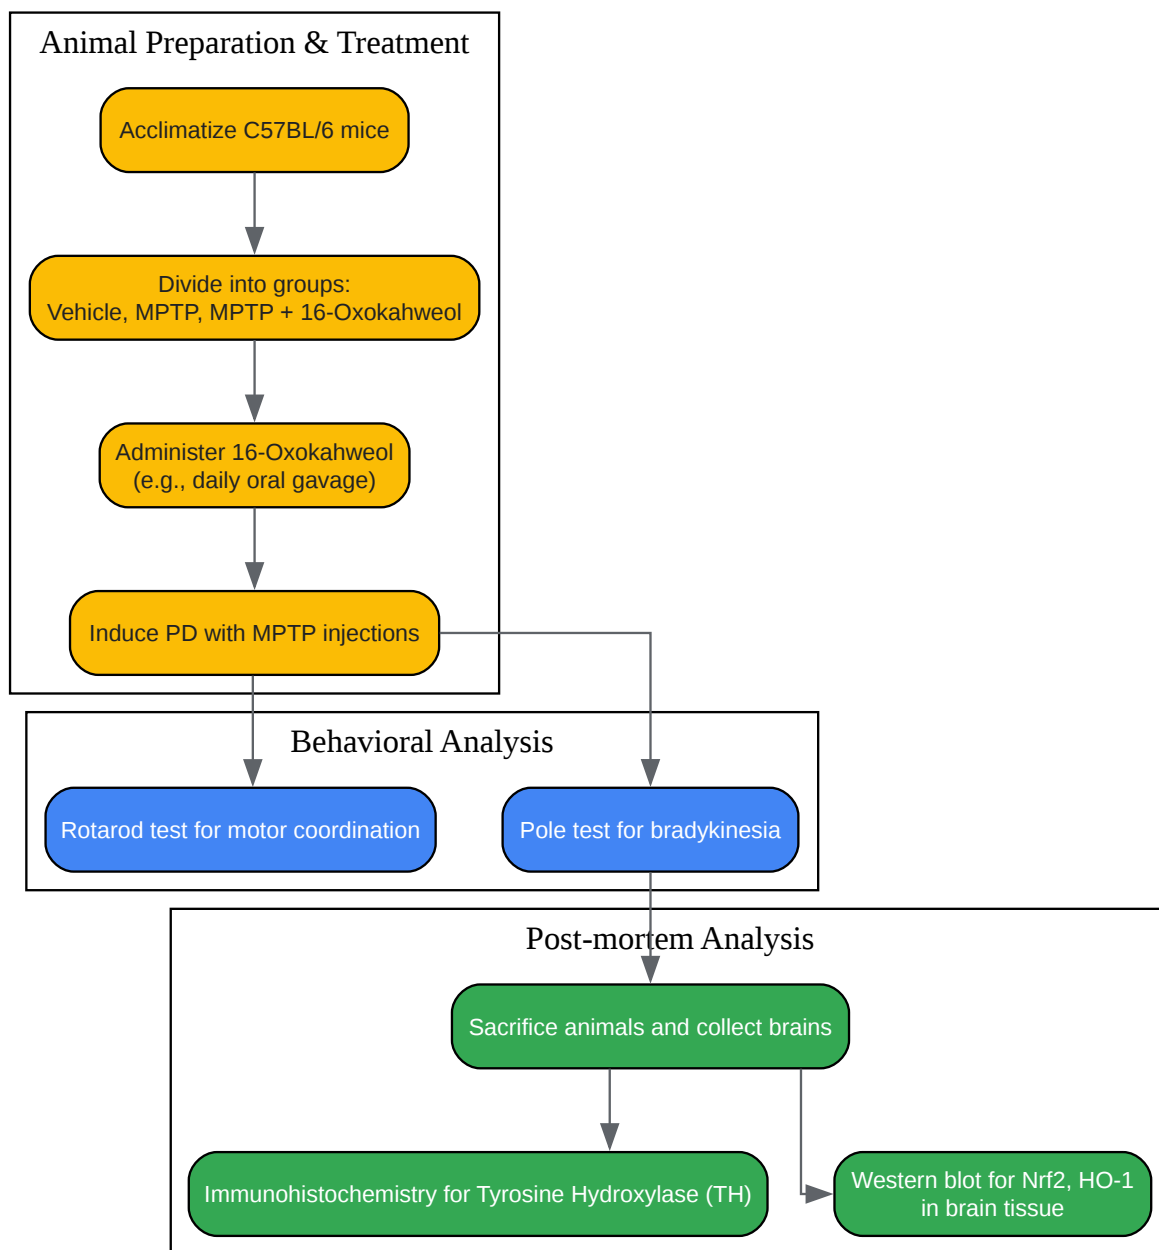 Animal Preparation & Treatment
Acclimatize C57BL/6 mice
Divide into groups:
Vehicle, MPTP, MPTP + 16-Oxokahweol
Administer 16-Oxokahweol
(e.g., daily oral gavage)
Induce PD with MPTP injections
Behavioral Analysis
Rotarod test for motor coordination
Pole test for bradykinesia
Post-mortem Analysis
Sacrifice animals and collect brains
Immunohistochemistry for Tyrosine Hydroxylase (TH)
Western blot for Nrf2, HO-1
in brain tissue